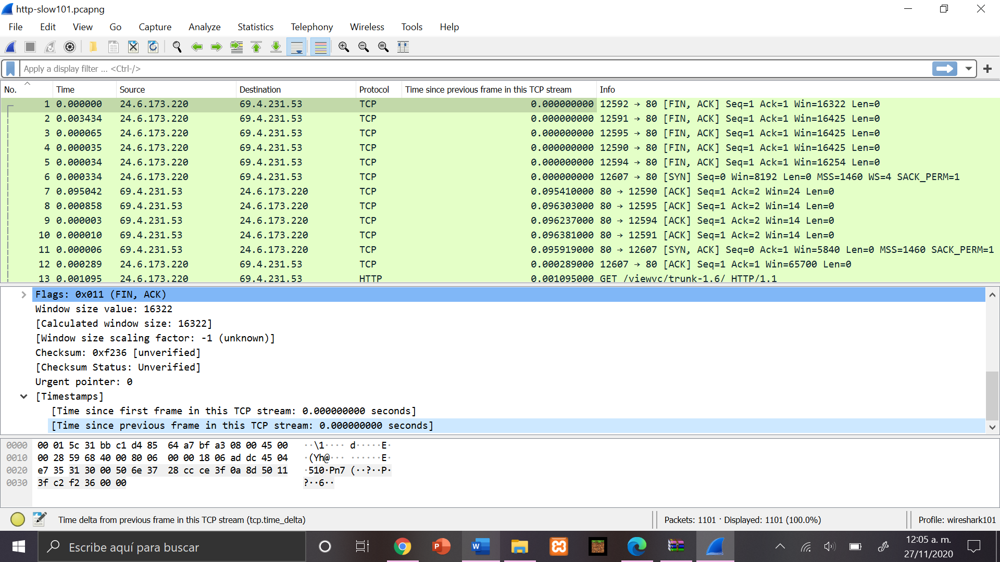 http-slow101.pcapng
File Edit View Go Capture Analyze Statistics Telephony Wireless Tools Help
Apply a display filter ... <Ctrl-/>
No. Time Source Destination Protocol Time since previous frame in this TCP stream Info
1 0.000000 24.6.173.220 69.4.231.53 TCP 0.000000000 12592 → 80 [FIN, ACK] Seq=1 Ack=1 Win=16322 Len=0
2 0.003434 24.6.173.220 69.4.231.53 TCP 0.000000000 12591 → 80 [FIN, ACK] Seq=1 Ack=1 Win=16425 Len=0
3 0.000065 24.6.173.220 69.4.231.53 TCP 0.000000000 12595 → 80 [FIN, ACK] Seq=1 Ack=1 Win=16425 Len=0
4 0.000035 24.6.173.220 69.4.231.53 TCP 0.000000000 12590 → 80 [FIN, ACK] Seq=1 Ack=1 Win=16425 Len=0
5 0.000034 24.6.173.220 69.4.231.53 TCP 0.000000000 12594 → 80 [FIN, ACK] Seq=1 Ack=1 Win=16254 Len=0
6 0.000334 24.6.173.220 69.4.231.53 TCP 0.000000000 12607 → 80 [SYN] Seq=0 Win=8192 Len=0 MSS=1460 WS=4 SACK_PERM=1
7 0.095042 69.4.231.53 24.6.173.220 TCP 0.095410000 80 → 12590 [ACK] Seq=1 Ack=2 Win=24 Len=0
8 0.000858 69.4.231.53 24.6.173.220 TCP 0.096303000 80 → 12595 [ACK] Seq=1 Ack=2 Win=14 Len=0
9 0.000003 69.4.231.53 24.6.173.220 TCP 0.096237000 80 → 12594 [ACK] Seq=1 Ack=2 Win=14 Len=0
10 0.000010 69.4.231.53 24.6.173.220 TCP 0.096381000 80 → 12591 [ACK] Seq=1 Ack=2 Win=14 Len=0
11 0.000006 69.4.231.53 24.6.173.220 TCP 0.095919000 80 → 12607 [SYN, ACK] Seq=0 Ack=1 Win=5840 Len=0 MSS=1460 SACK_PERM=1
12 0.000289 24.6.173.220 69.4.231.53 TCP 0.000289000 12607 → 80 [ACK] Seq=1 Ack=1 Win=65700 Len=0
13 0.001095 24.6.173.220 69.4.231.53 HTTP 0.001095000 GET /viewvc/trunk-1.6/ HTTP/1.1
Flags: 0x011 (FIN, ACK)
Window size value: 16322
[Calculated window size: 16322]
[Window size scaling factor: -1 (unknown)]
Checksum: 0xf236 [unverified]
[Checksum Status: Unverified]
Urgent pointer: 0
[Timestamps]
[Time since first frame in this TCP stream: 0.000000000 seconds]
[Time since previous frame in this TCP stream: 0.000000000 seconds]
0000 00 01 5c 31 bb c1 d4 85 64 a7 bf a3 08 00 45 00 ··\1···· d·····E·
0010 00 28 59 68 40 00 80 06 00 00 18 06 ad dc 45 04 ·(Yh@··· ······E·
0020 e7 35 31 30 00 50 6e 37 28 cc ce 3f 0a 8d 50 11 ·510·Pn7 (··?··P·
0030 3f c2 f2 36 00 00 ?··6··
Time delta from previous frame in this TCP stream (tcp.time_delta) Packets: 1101 · Displayed: 1101 (100.0%) Profile: wireshark101
Escribe aquí para buscar
12:05 a. m.
27/11/2020